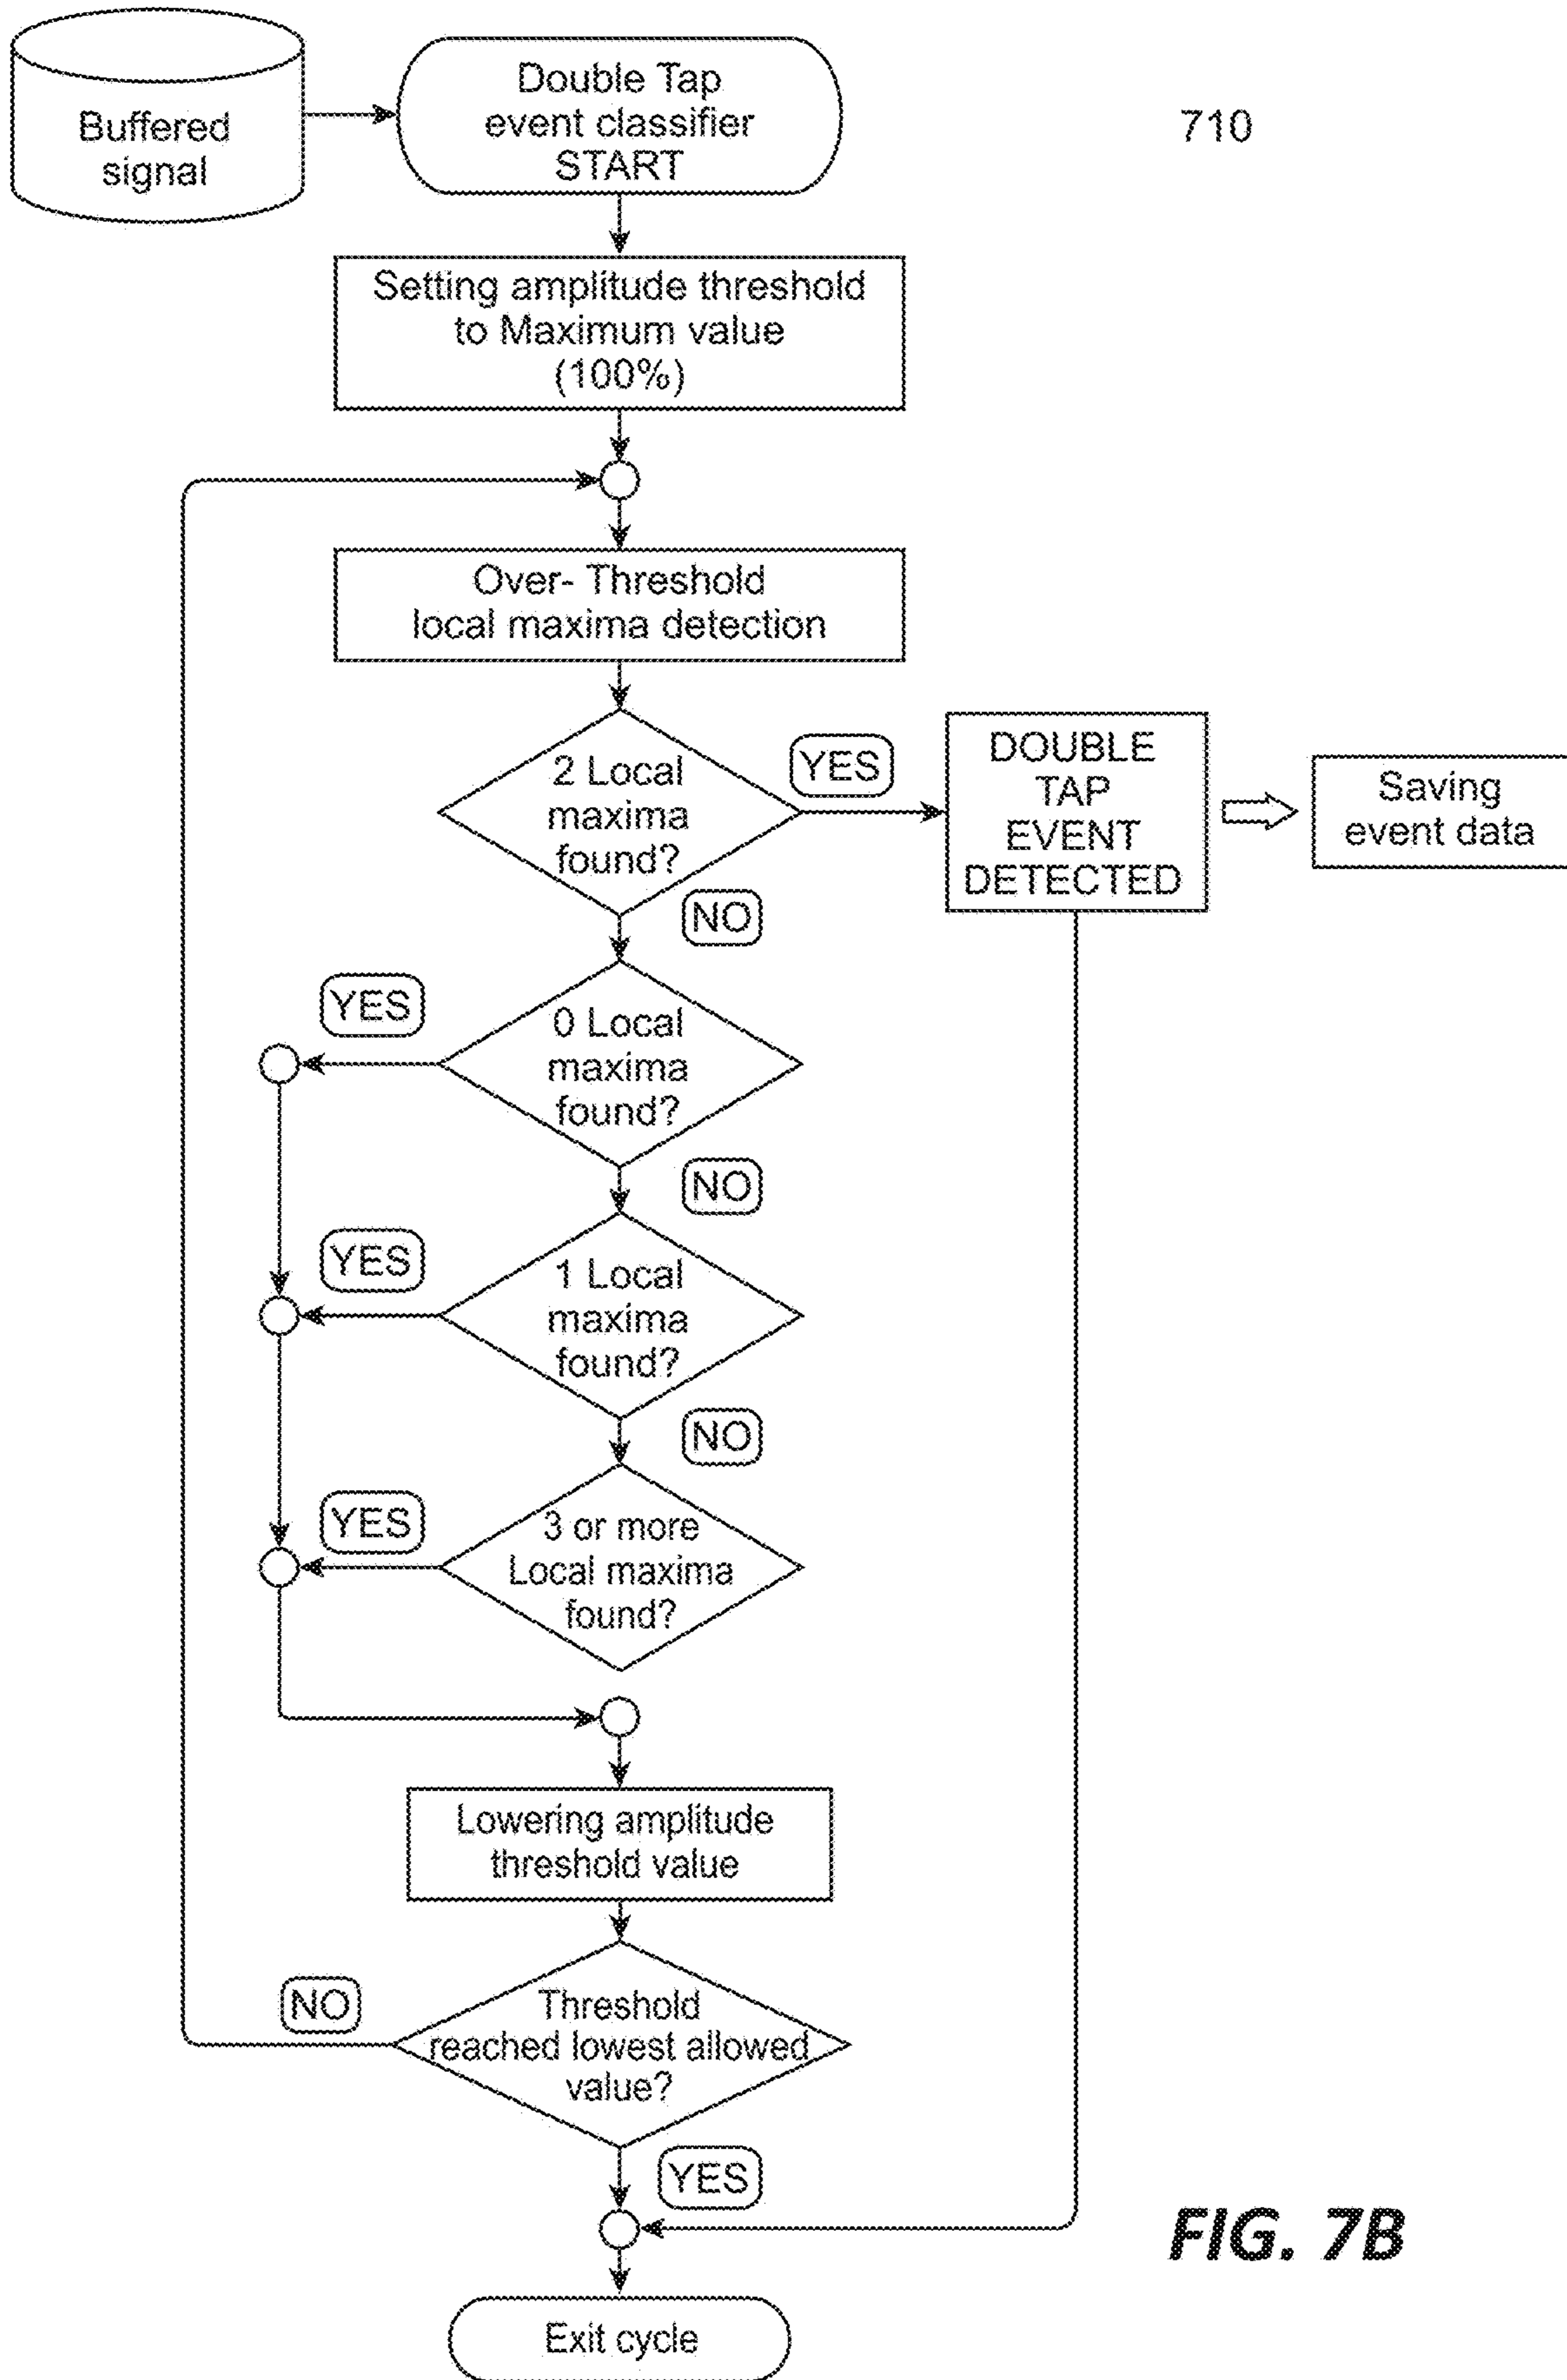 Buffered
signal
Double Tap
event classifier
START
710
Setting amplitude threshold
to Maximum value
(100%)
Over- Threshold
local maxima detection
2 Local
maxima
found?
YES
DOUBLE
TAP
EVENT
DETECTED
Saving
event data
NO
0 Local
maxima
found?
YES
NO
1 Local
maxima
found?
YES
NO
3 or more
Local maxima
found?
YES
Lowering amplitude
threshold value
Threshold
reached lowest allowed
value?
NO
YES
Exit cycle
FIG. 7B